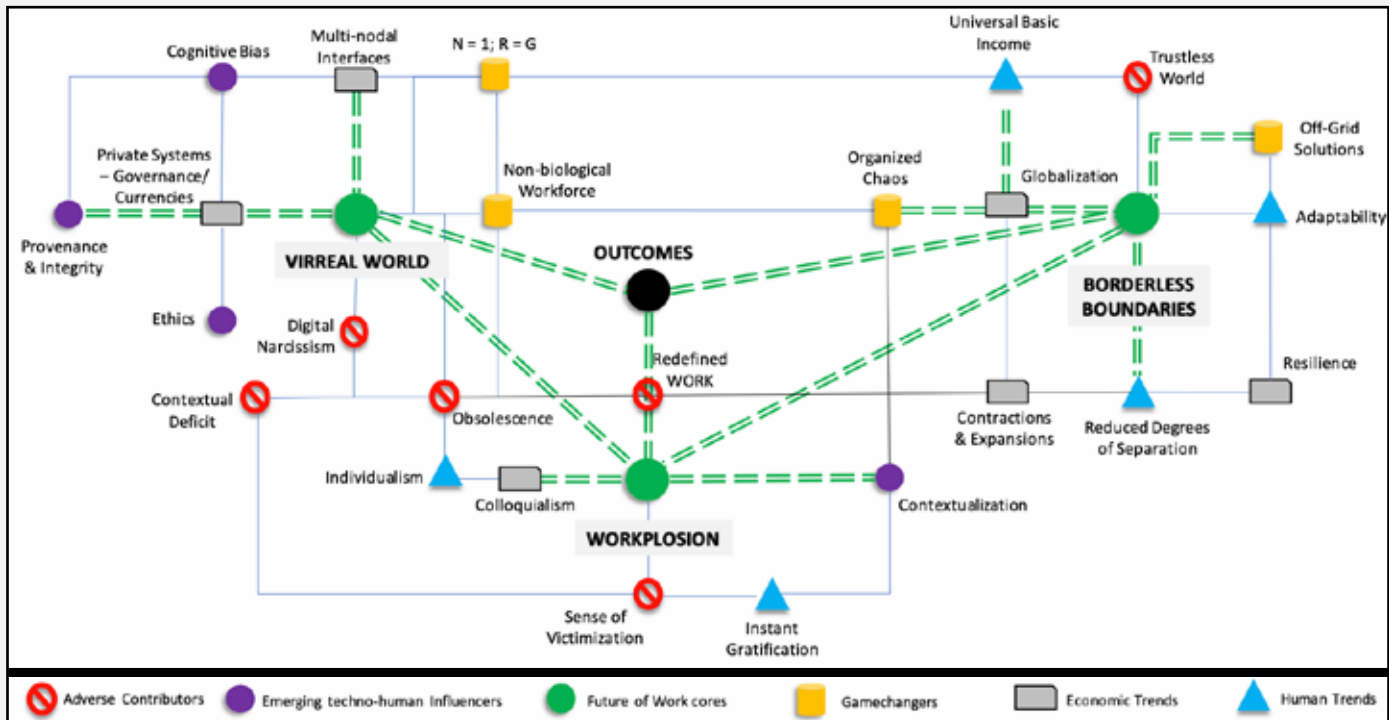 Cognitive Bias
Multi-nodal
Interfaces
N = 1; R = G
Universal Basic
Income
Trustless
World
Private Systems
– Governance/
Currencies
Non-biological
Workforce
Organized
Chaos
Globalization
Off-Grid
Solutions
Adaptability
Provenance
& Integrity
VIRREAL WORLD
OUTCOMES
BORDERLESS
BOUNDARIES
Ethics
Digital
Narcissism
Redefined
WORK
Resilience
Contextual
Deficit
Obsolescence
Contractions
& Expansions
Reduced Degrees
of Separation
Individualism
Colloquialism
Contextualization
WORKPLOSION
Sense of
Victimization
Instant
Gratification
Adverse Contributors
Emerging techno-human Influencers
Future of Work cores
Gamechangers
Economic Trends
Human Trends